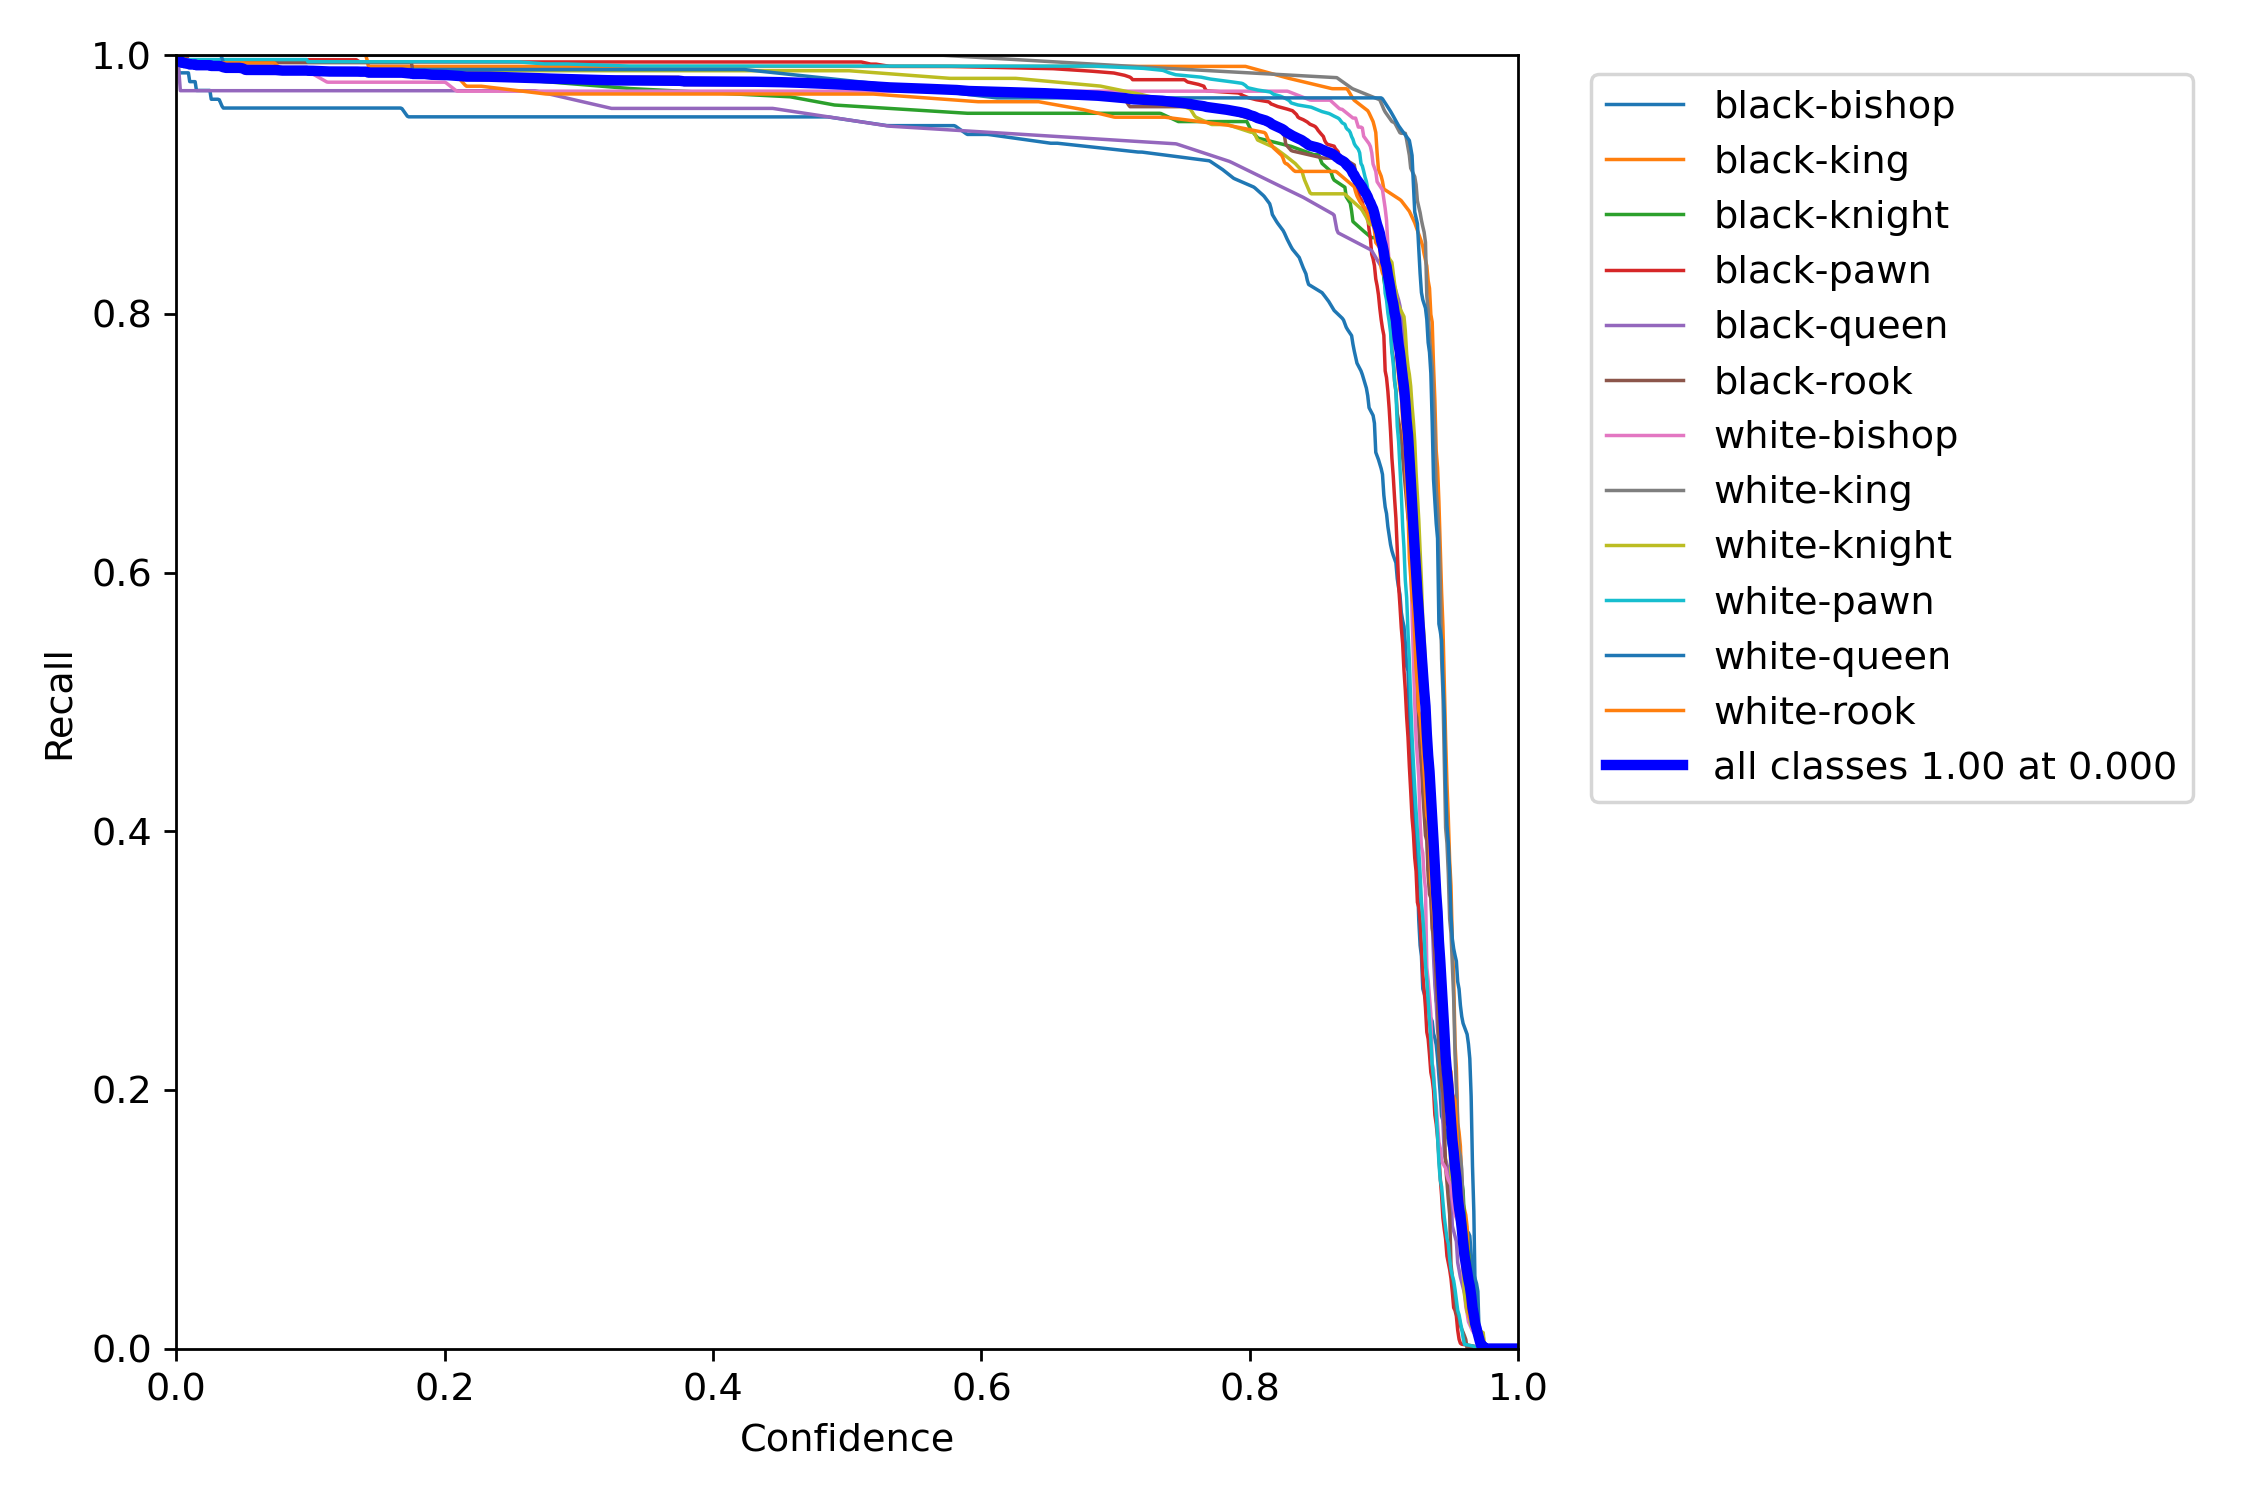 1.0
0.8
0.6
0.4
0.2
0.0
Recall
0.0 0.2 0.4 0.6 0.8 1.0
Confidence
black-bishop
black-king
black-knight
black-pawn
black-queen
black-rook
white-bishop
white-king
white-knight
white-pawn
white-queen
white-rook
all classes 1.00 at 0.000